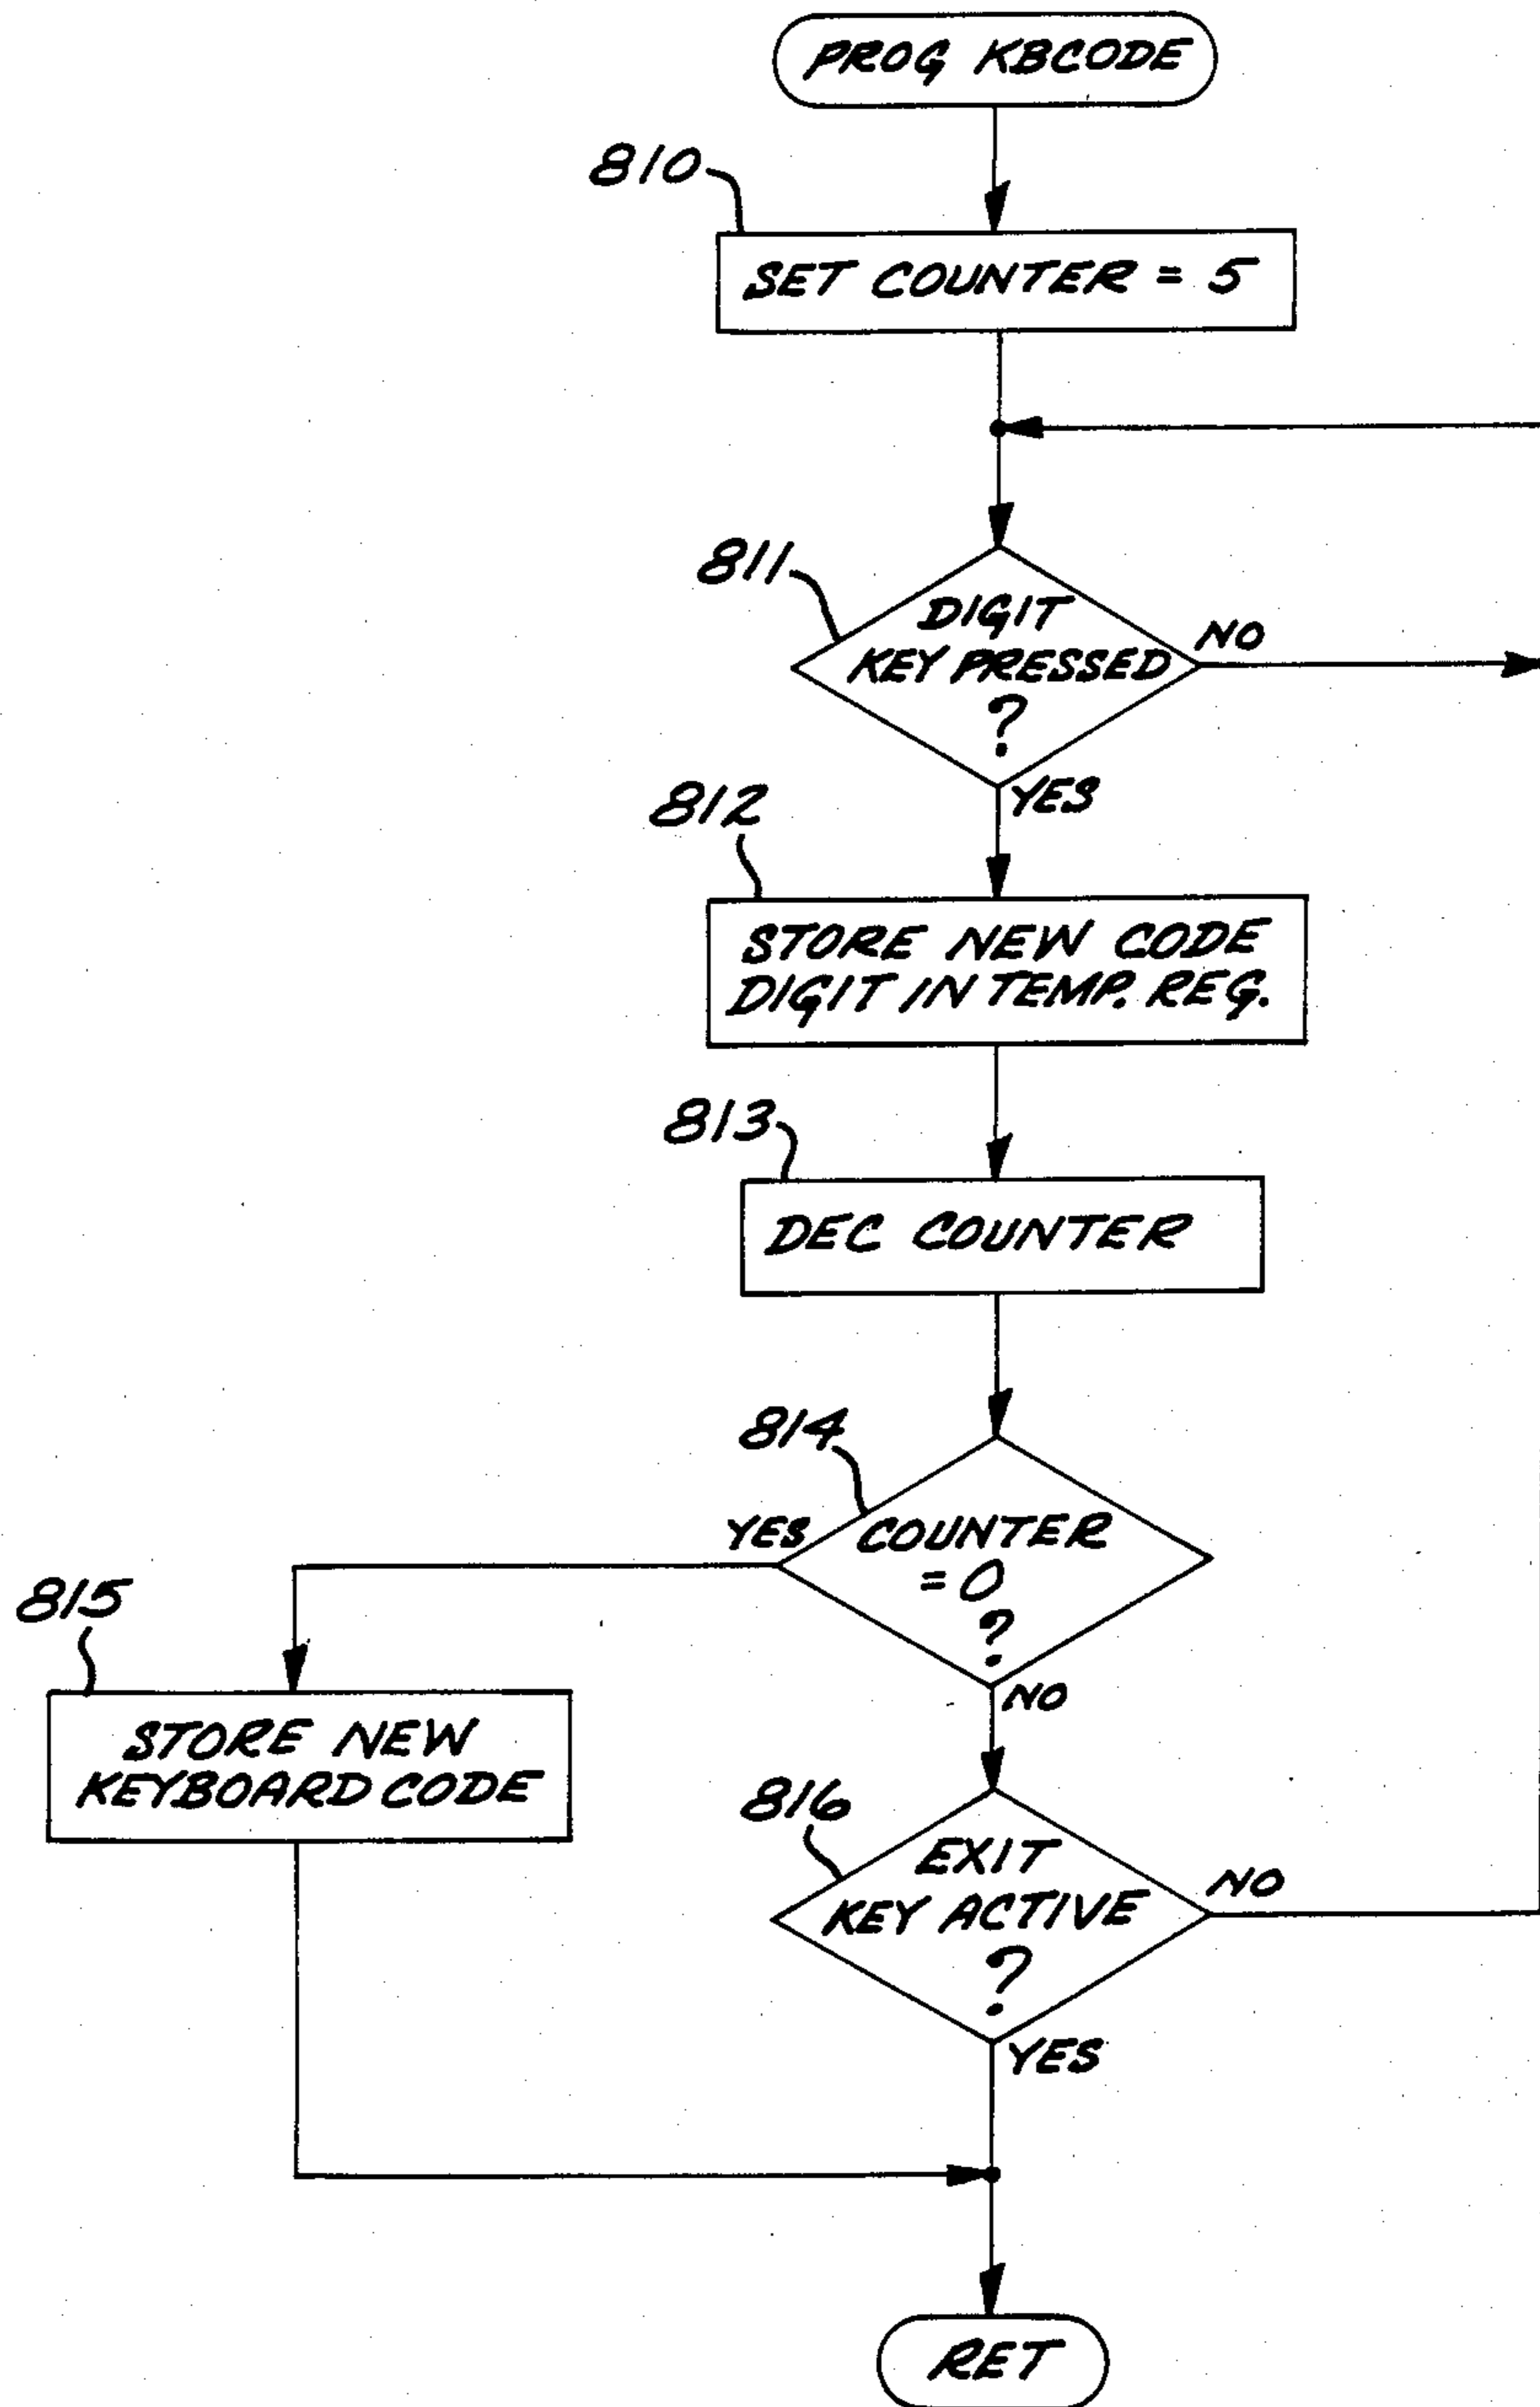 PROG KBCODE
810
SET COUNTER = 5
811
DIGIT
KEY PRESSED
?
NO
YES
812
STORE NEW CODE
DIGIT IN TEMP. REG.
813
DEC COUNTER
814
YES
COUNTER
= 0
?
NO
815
STORE NEW
KEYBOARD CODE
816
EXIT
KEY ACTIVE
?
NO
YES
RET